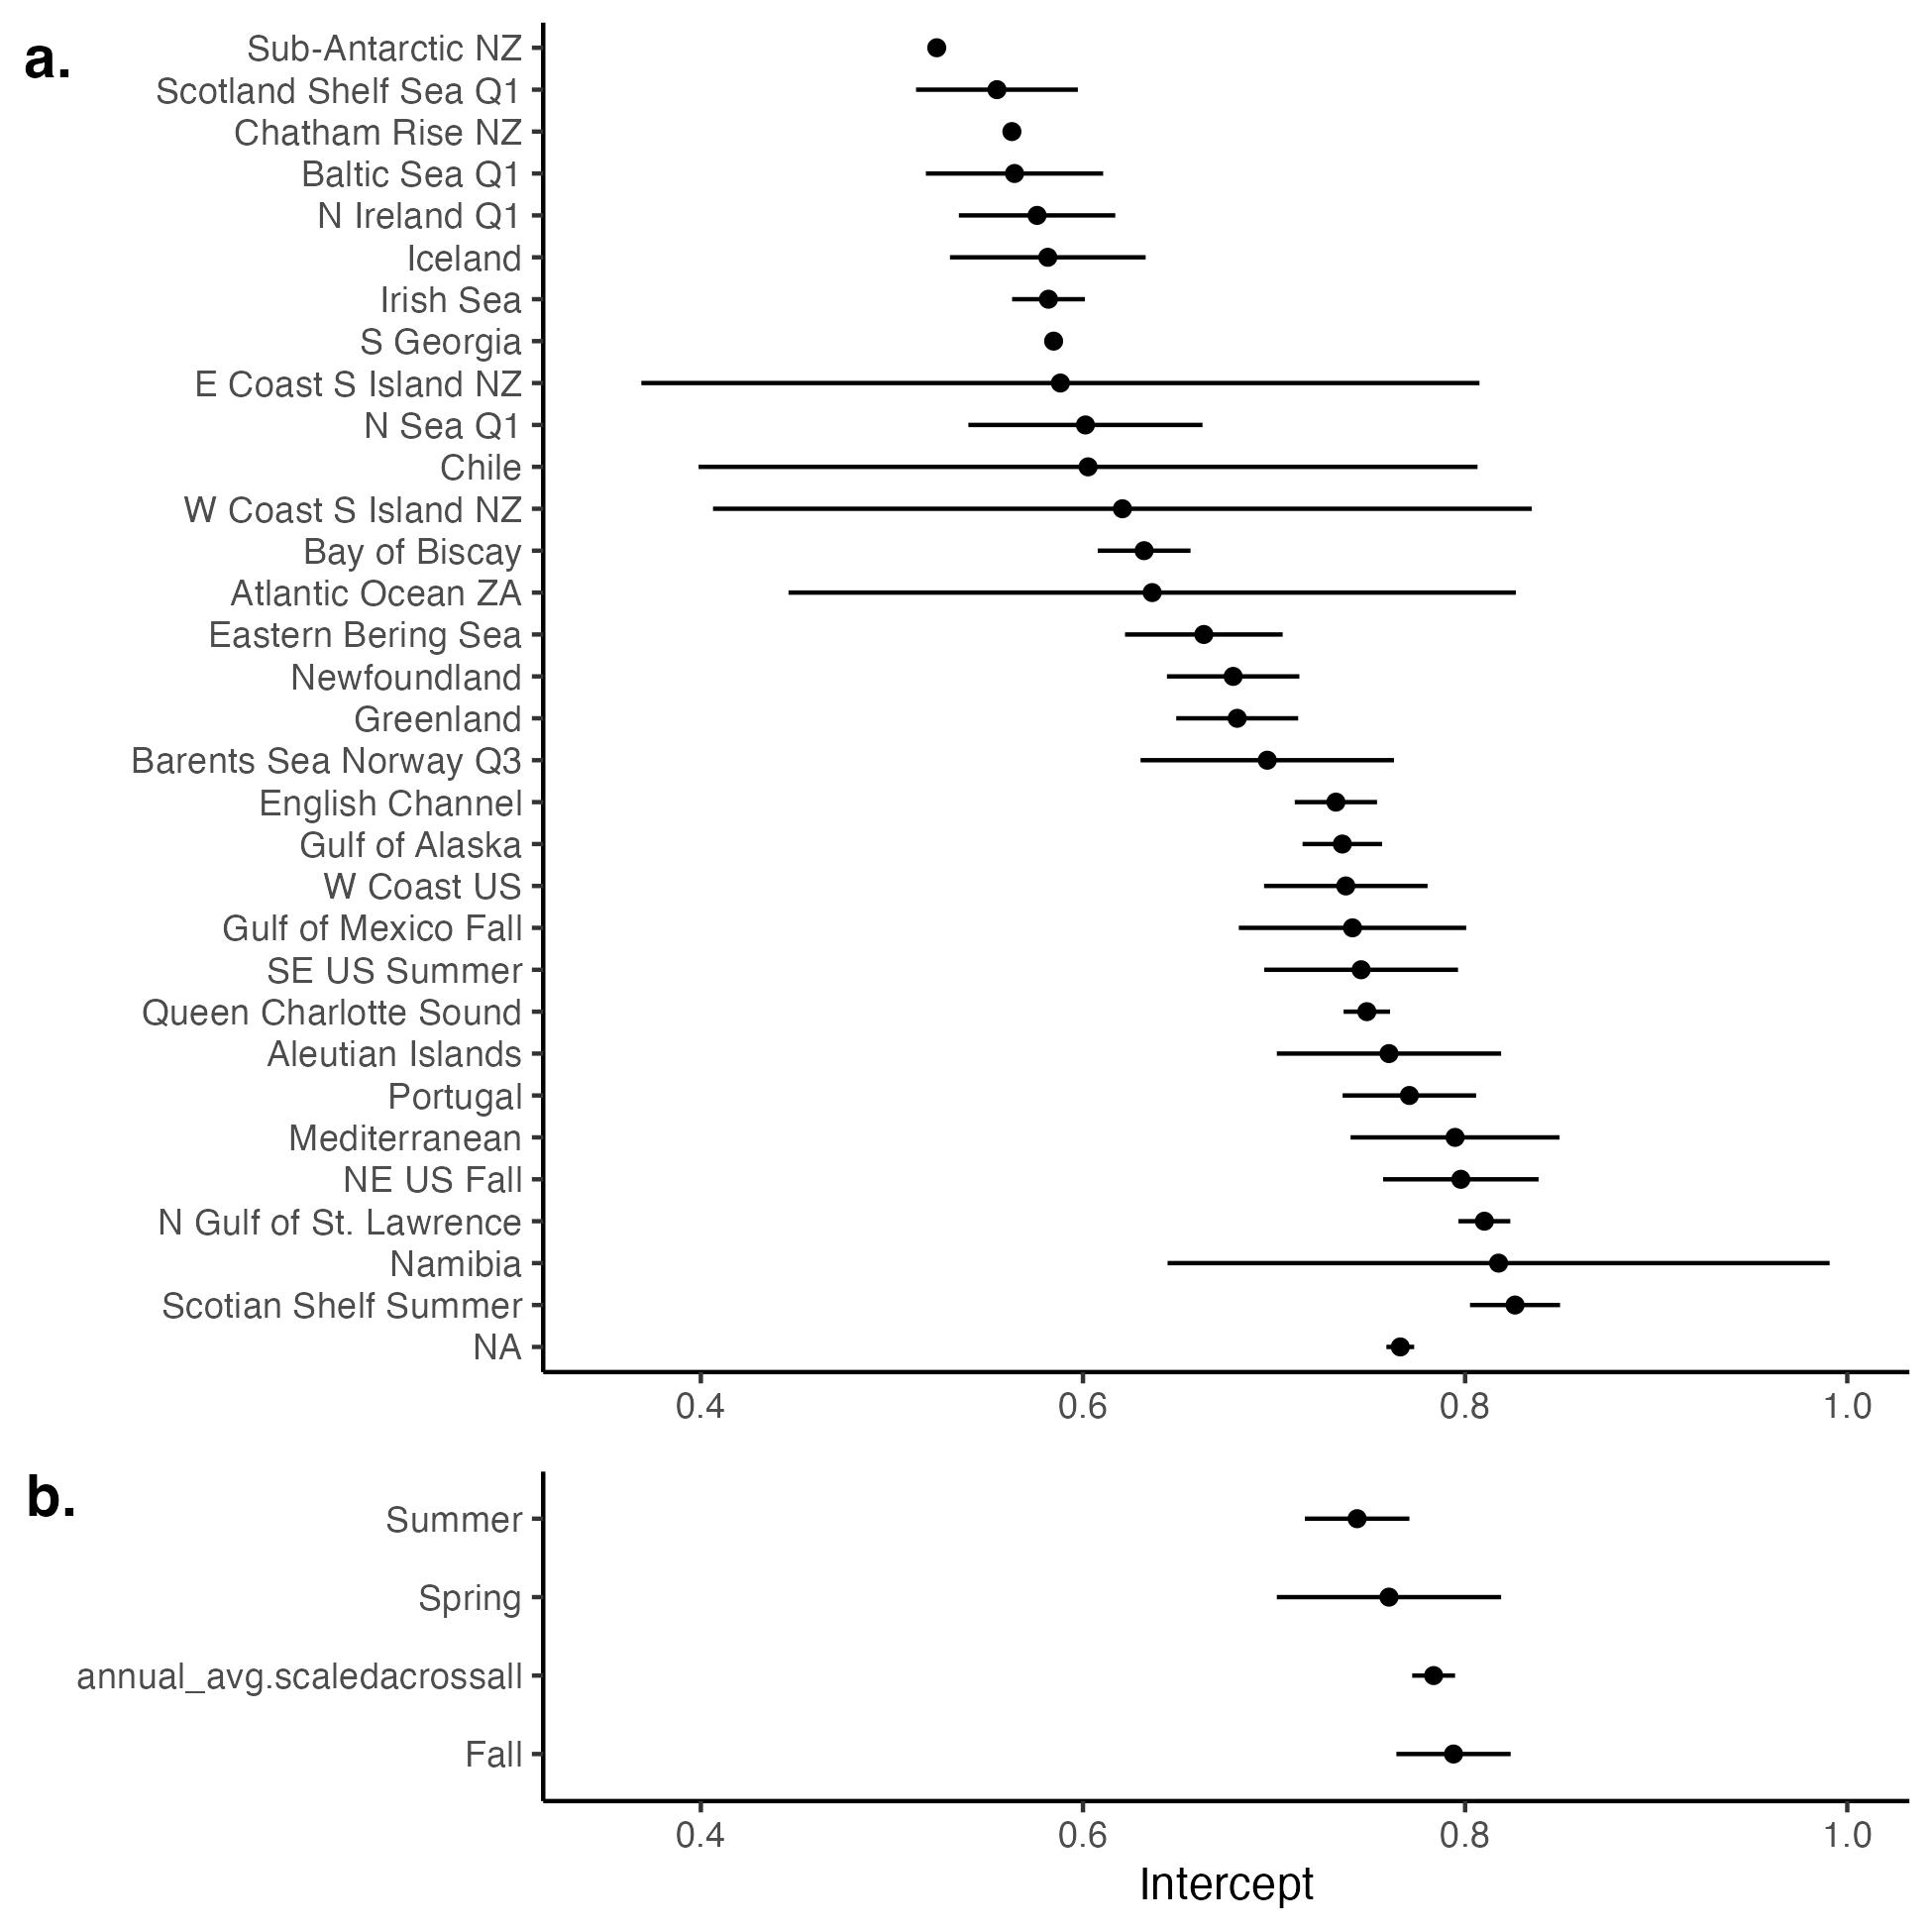 a.
Sub-Antarctic NZ
Scotland Shelf Sea Q1
Chatham Rise NZ
Baltic Sea Q1
N Ireland Q1
Iceland
Irish Sea
S Georgia
E Coast S Island NZ
N Sea Q1
Chile
W Coast S Island NZ
Bay of Biscay
Atlantic Ocean ZA
Eastern Bering Sea
Newfoundland
Greenland
Barents Sea Norway Q3
English Channel
Gulf of Alaska
W Coast US
Gulf of Mexico Fall
SE US Summer
Queen Charlotte Sound
Aleutian Islands
Portugal
Mediterranean
NE US Fall
N Gulf of St. Lawrence
Namibia
Scotian Shelf Summer
NA
0.4 0.6 0.8 1.0
b.
Summer
Spring
annual_avg.scaledacrossall
Fall
0.4 0.6 0.8 1.0
Intercept